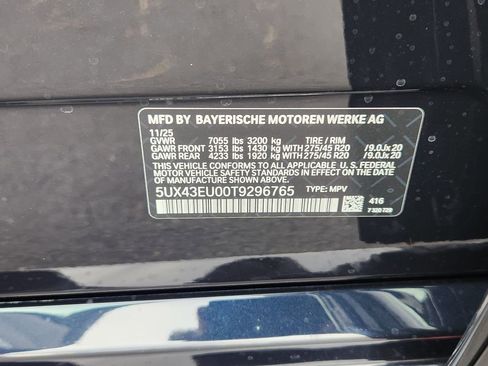 MFD BY BAYERISCHE MOTOREN WERKE AG
11/25
GVWR 7055 lbs 3200 kg TIRE / RIM
GAWR FRONT 3153 lbs 1430 kg WITH 275/45 R20 /9.0Jx20
GAWR REAR 4233 lbs 1920 kg WITH 275/45 R20 /9.0Jx20
THIS VEHICLE CONFORMS TO ALL APPLICABLE
U. S. FEDERAL MOTOR VEHICLE SAFETY STANDARDS IN EFFECT ON THE
DATE OF MANUFACTURE SHOWN ABOVE.
5UX43EU00T9296765 TYPE: MPV
416
7320729